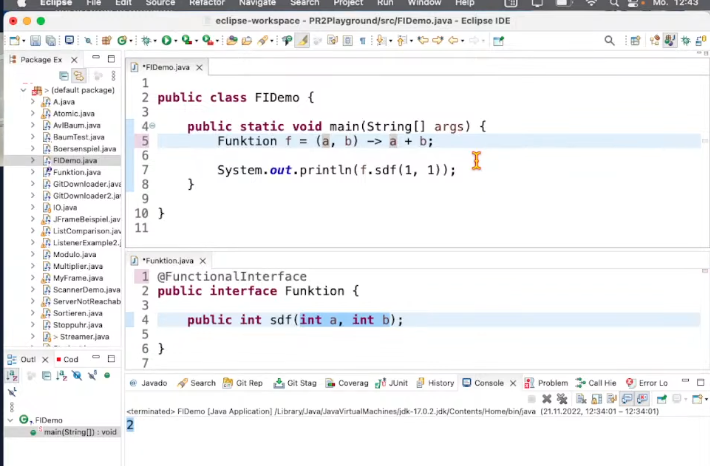 Eclipse File Edit Source Refactor Navigate Search Project Run Window Help Mo. 12:43
eclipse-workspace - PR2Playground/src/FIDemo.java - Eclipse IDE
Package Ex
> (default package)
A.java
Atomic.java
AvlBaum.java
BaumTest.java
Boersenspiel.java
FIDemo.java
Funktion.java
GitDownloader.java
GitDownloader2.ja
IO.java
JFrameBeispiel.jav
ListComparison.jav
ListenerExample2.j
Modulo.java
Multiplier.java
MyFrame.java
ScannerDemo.java
ServerNotReachab
Sortieren.java
Stoppuhr.java
> Streamer.java
Outl Cod
FIDemo
main(String[]) : void
*FIDemo.java
1
2 public class FIDemo {
3
4 public static void main(String[] args) {
5 Funktion f = (a, b) -> a + b;
6
7 System.out.println(f.sdf(1, 1));
8 }
9
10 }
11
*Funktion.java
1 @FunctionalInterface
2 public interface Funktion {
3
4 public int sdf(int a, int b);
5
6 }
7
Javado Search Git Rep Git Stag Coverag JUnit History Console Problem Call Hie Error Lo
<terminated> FIDemo [Java Application] /Library/Java/JavaVirtualMachines/jdk-17.0.2.jdk/Contents/Home/bin/java (21.11.2022, 12:34:01 – 12:34:01)
2